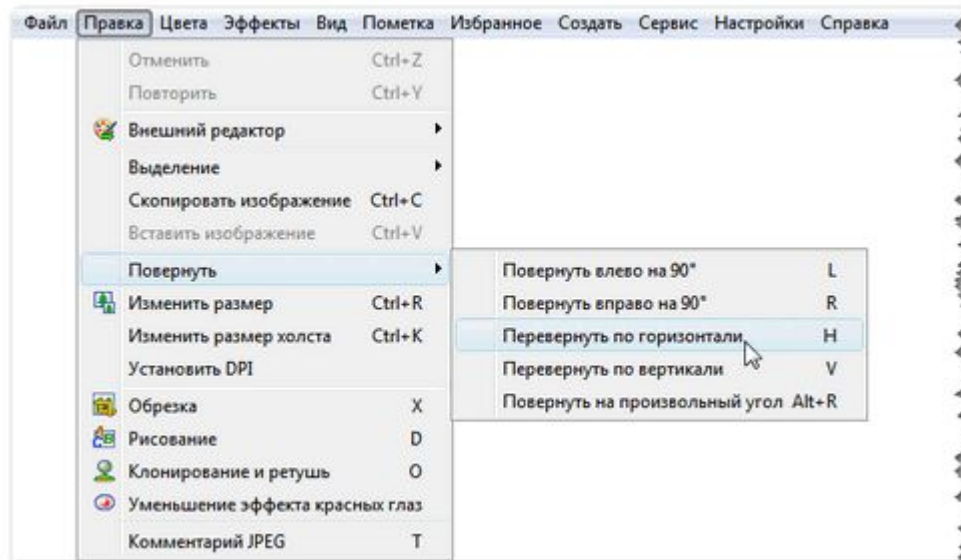 Файл Правка Цвета Эффекты Вид Пометка Избранное Создать Сервис Настройки Справка
Отменить Ctrl+Z
Повторить Ctrl+Y
Внешний редактор
Выделение
Скопировать изображение Ctrl+C
Вставить изображение Ctrl+V
Повернуть
Изменить размер Ctrl+R
Изменить размер холста Ctrl+K
Установить DPI
Обрезка X
Рисование D
Клонирование и ретушь O
Уменьшение эффекта красных глаз
Комментарий JPEG T
Повернуть влево на 90° L
Повернуть вправо на 90° R
Перевернуть по горизонтали H
Перевернуть по вертикали V
Повернуть на произвольный угол Alt+R